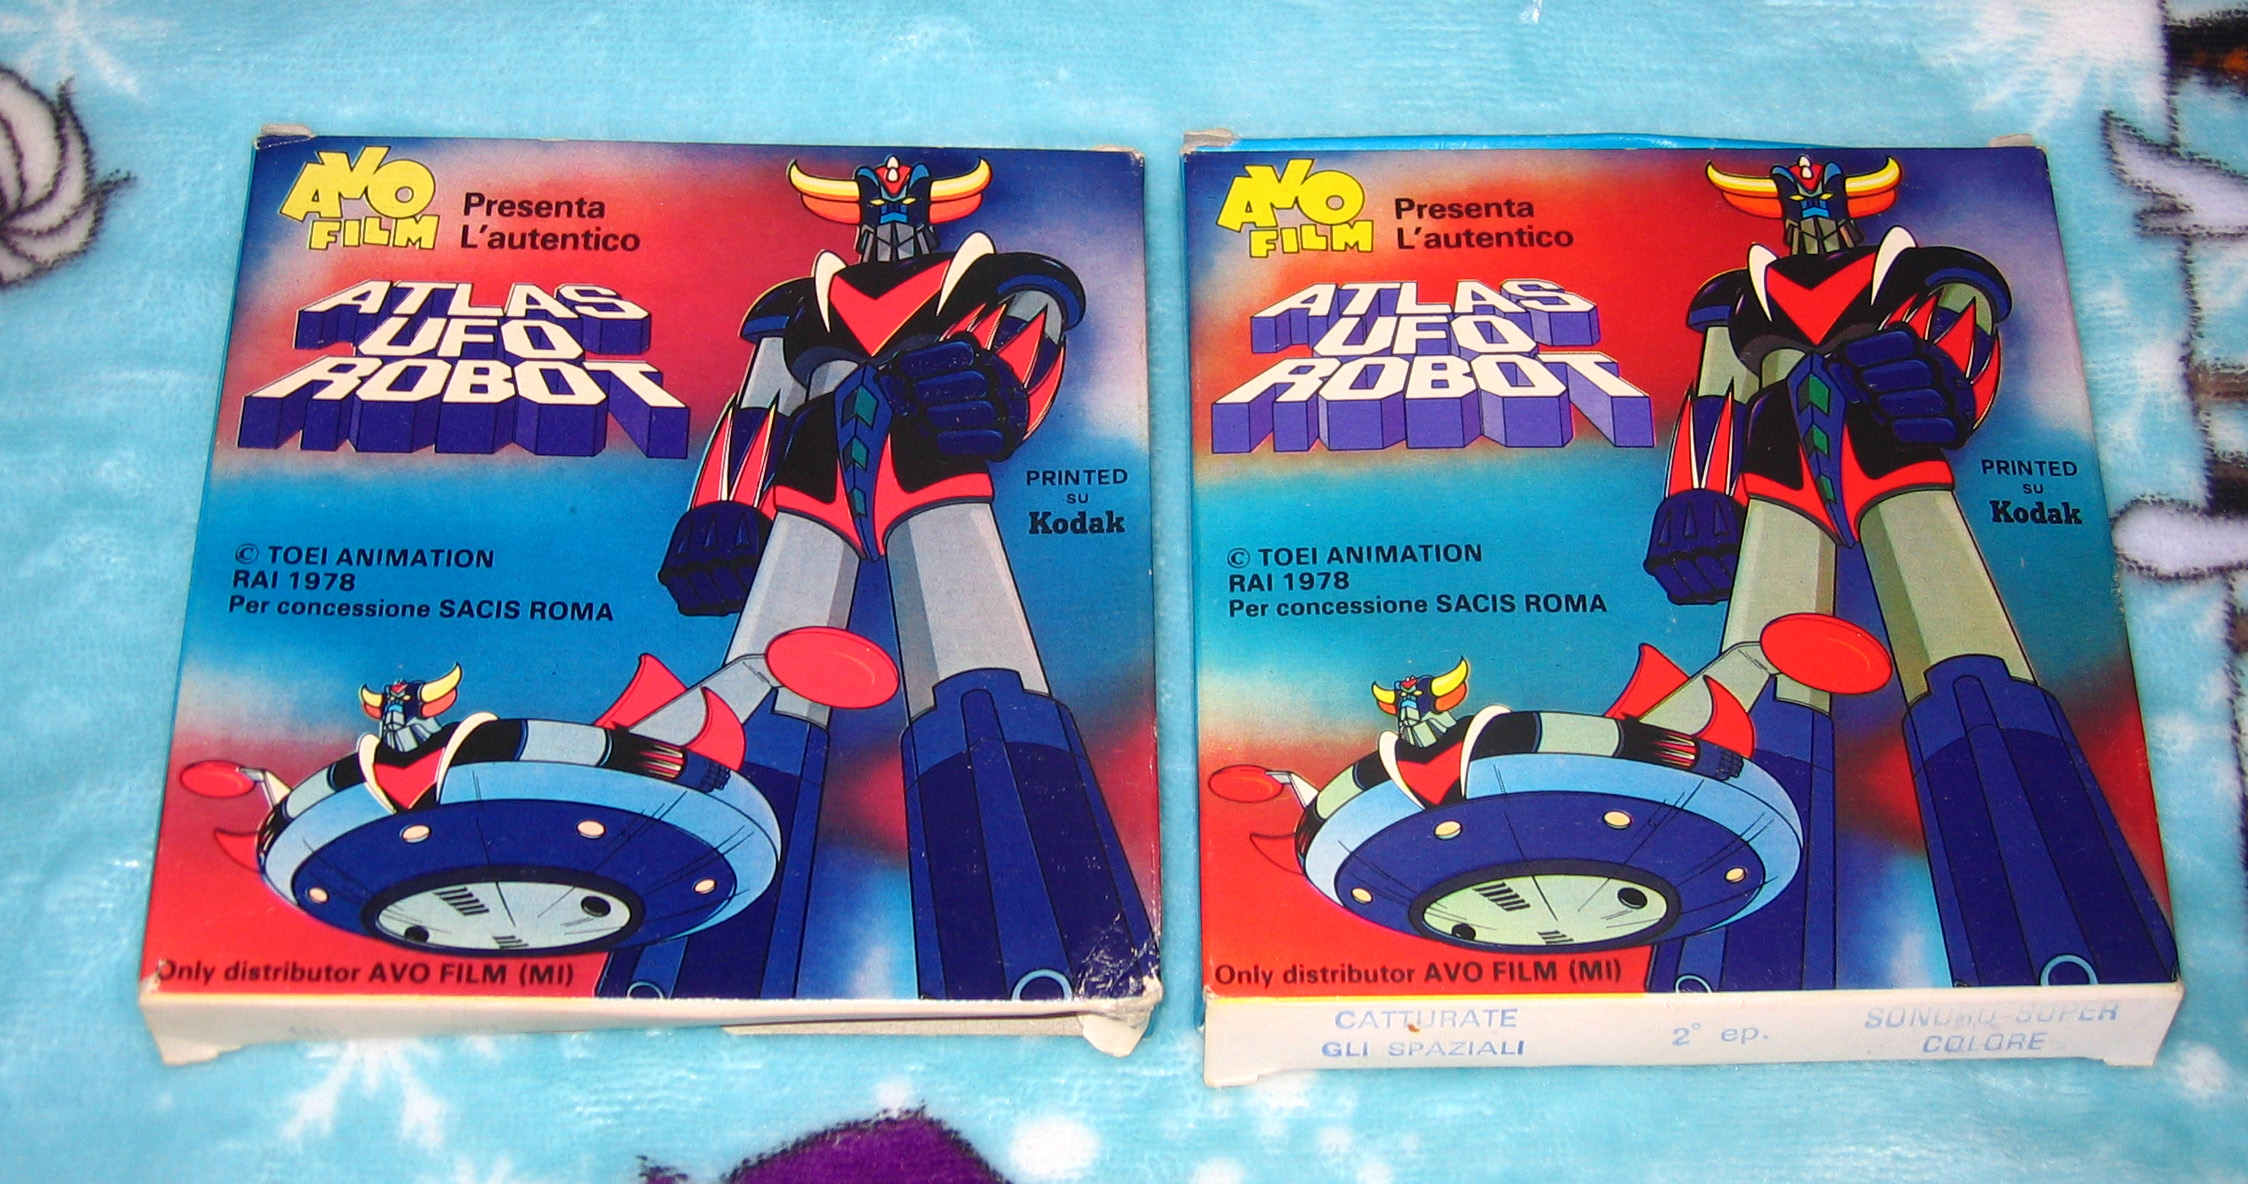 AVO
FILM
Presenta
L'autentico
ATLAS
UFO
ROBOT
PRINTED
SU
Kodak
© TOEI ANIMATION
RAI 1978
Per concessione SACIS ROMA
Only distributor AVO FILM (MI)
AVO
FILM
Presenta
L'autentico
ATLAS
UFO
ROBOT
PRINTED
SU
Kodak
© TOEI ANIMATION
RAI 1978
Per concessione SACIS ROMA
Only distributor AVO FILM (MI)
CATTURATE
GLI SPAZIALI
2° ep.
SONORO SUPER
COLORE